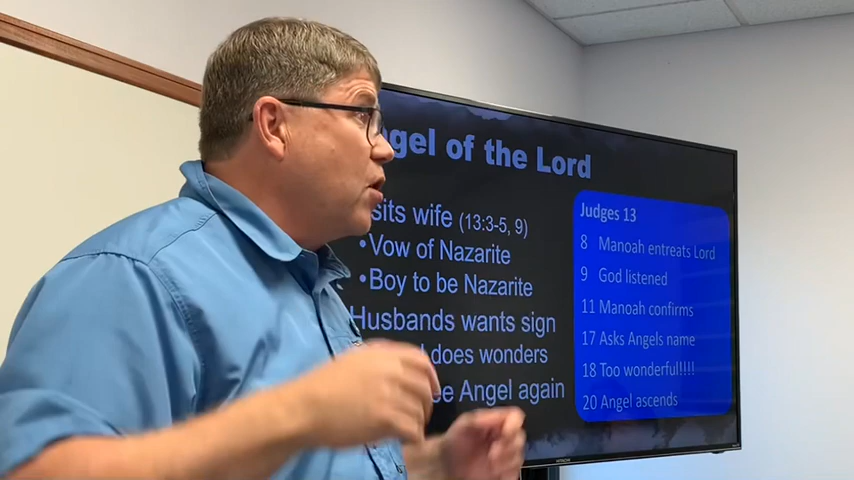 ngel of the Lord
sits wife (13:3-5, 9)
•Vow of Nazarite
•Boy to be Nazarite
Husbands wants sign
does wonders
ee Angel again
Judges 13
8 Manoah entreats Lord
9 God listened
11 Manoah confirms
17 Asks Angels name
18 Too wonderful!!!!
20 Angel ascends
HITACHI